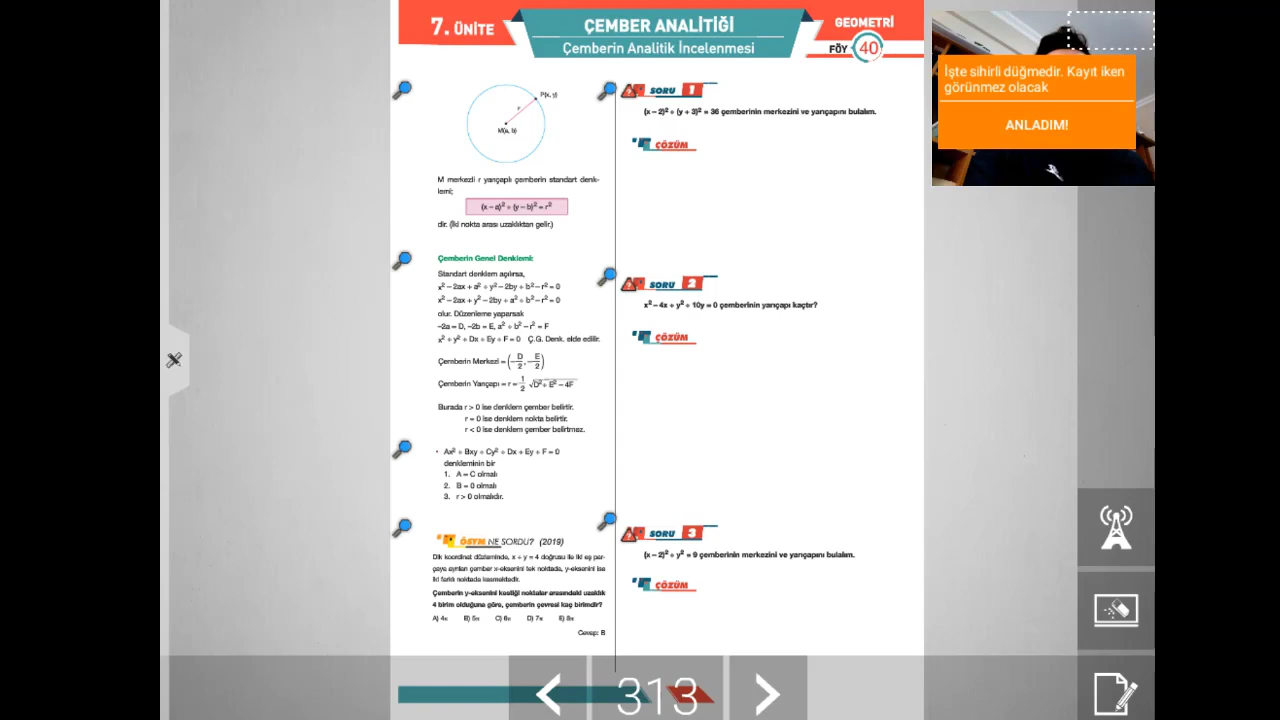 7. ÜNİTE
ÇEMBER ANALİTİĞİ
Çemberin Analitik İncelenmesi
GEOMETRİ
FÖY 40
P(x, y)
r
M(a, b)
M merkezli r yarıçaplı çemberin standart denk-
lemi;
(x – a)² + (y – b)² = r²
dir. (İki nokta arası uzaklıktan gelir.)
Çemberin Genel Denklemi:
Standart denklem açılırsa,
x² – 2ax + a² + y² – 2by + b² – r² = 0
x² – 2ax + y² – 2by + a² + b² – r² = 0
olur. Düzenleme yaparsak
–2a = D, –2b = E, a² + b² – r² = F
x² + y² + Dx + Ey + F = 0 Ç.G. Denk. elde edilir.
Çemberin Merkezi = (–D/2, –E/2)
Çemberin Yarıçapı = r = 1/2 √D² + E² – 4F
Burada r > 0 ise denklem çember belirtir.
r = 0 ise denklem nokta belirtir.
r < 0 ise denklem çember belirtmez.
• Ax² + Bxy + Cy² + Dx + Ey + F = 0
denkleminin bir
1. A = C olmalı
2. B = 0 olmalı
3. r > 0 olmalıdır.
ÖSYM NE SORDU? (2019)
Dik koordinat düzleminde, x + y = 4 doğrusu ile iki eş par-
çaya ayrılan çember x-eksenini tek noktada, y-eksenini ise
iki farklı noktada kesmektedir.
Çemberin y-eksenini kestiği noktalar arasındaki uzaklık
4 birim olduğuna göre, çemberin çevresi kaç birimdir?
A) 4π B) 5π C) 6π D) 7π E) 8π
Cevap: B
SORU 1
(x – 2)² + (y + 3)² = 36 çemberinin merkezini ve yarıçapını bulalım.
ÇÖZÜM
SORU 2
x² – 4x + y² + 10y = 0 çemberinin yarıçapı kaçtır?
ÇÖZÜM
SORU 3
(x – 2)² + y² = 9 çemberinin merkezini ve yarıçapını bulalım.
ÇÖZÜM
313
İşte sihirli düğmedir. Kayıt iken
görünmez olacak
ANLADIM!